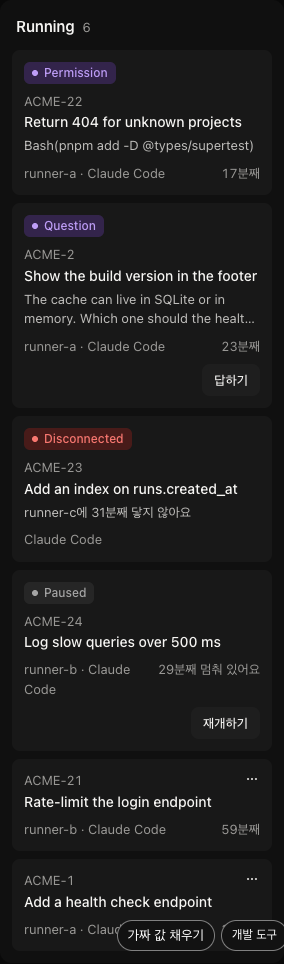 Running 6
Permission
ACME-22
Return 404 for unknown projects
Bash(pnpm add -D @types/supertest)
runner-a · Claude Code 17분째
Question
ACME-2
Show the build version in the footer
The cache can live in SQLite or in
memory. Which one should the healt...
runner-a · Claude Code 23분째
답하기
Disconnected
ACME-23
Add an index on runs.created_at
runner-c에 31분째 닿지 않아요
Claude Code
Paused
ACME-24
Log slow queries over 500 ms
runner-b · Claude 29분째 멈춰 있어요
Code
재개하기
ACME-21 ...
Rate-limit the login endpoint
runner-b · Claude Code 59분째
ACME-1 ...
Add a health check endpoint
runner-a · Cla
가짜 값 채우기 개발 도구